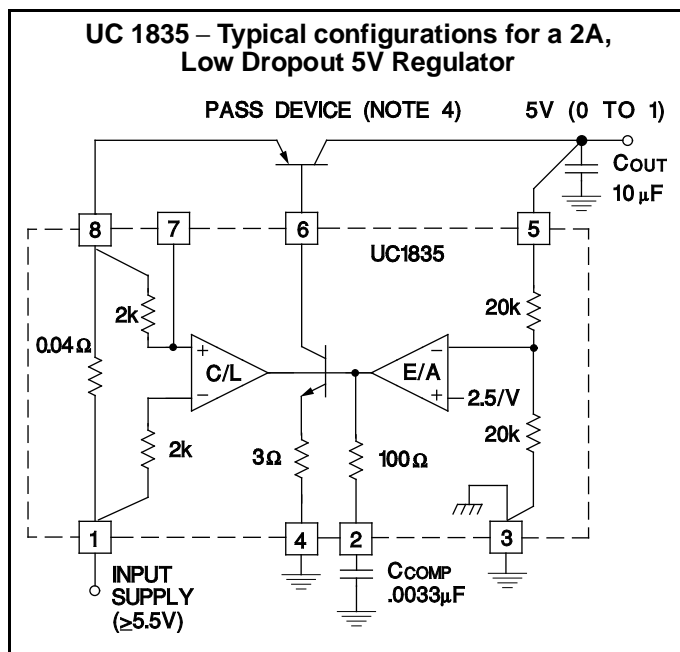 UC 1835 – Typical configurations for a 2A,
Low Dropout 5V Regulator
PASS DEVICE (NOTE 4)
5V (0 TO 1)
COUT
10 µF
8
7
6
5
UC1835
2k
20k
0.04 Ω
+
C/L
–
–
E/A
+
2.5/V
2k
3Ω
100Ω
20k
1
4
2
3
INPUT
SUPPLY
(≥5.5V)
CCOMP
.0033µF